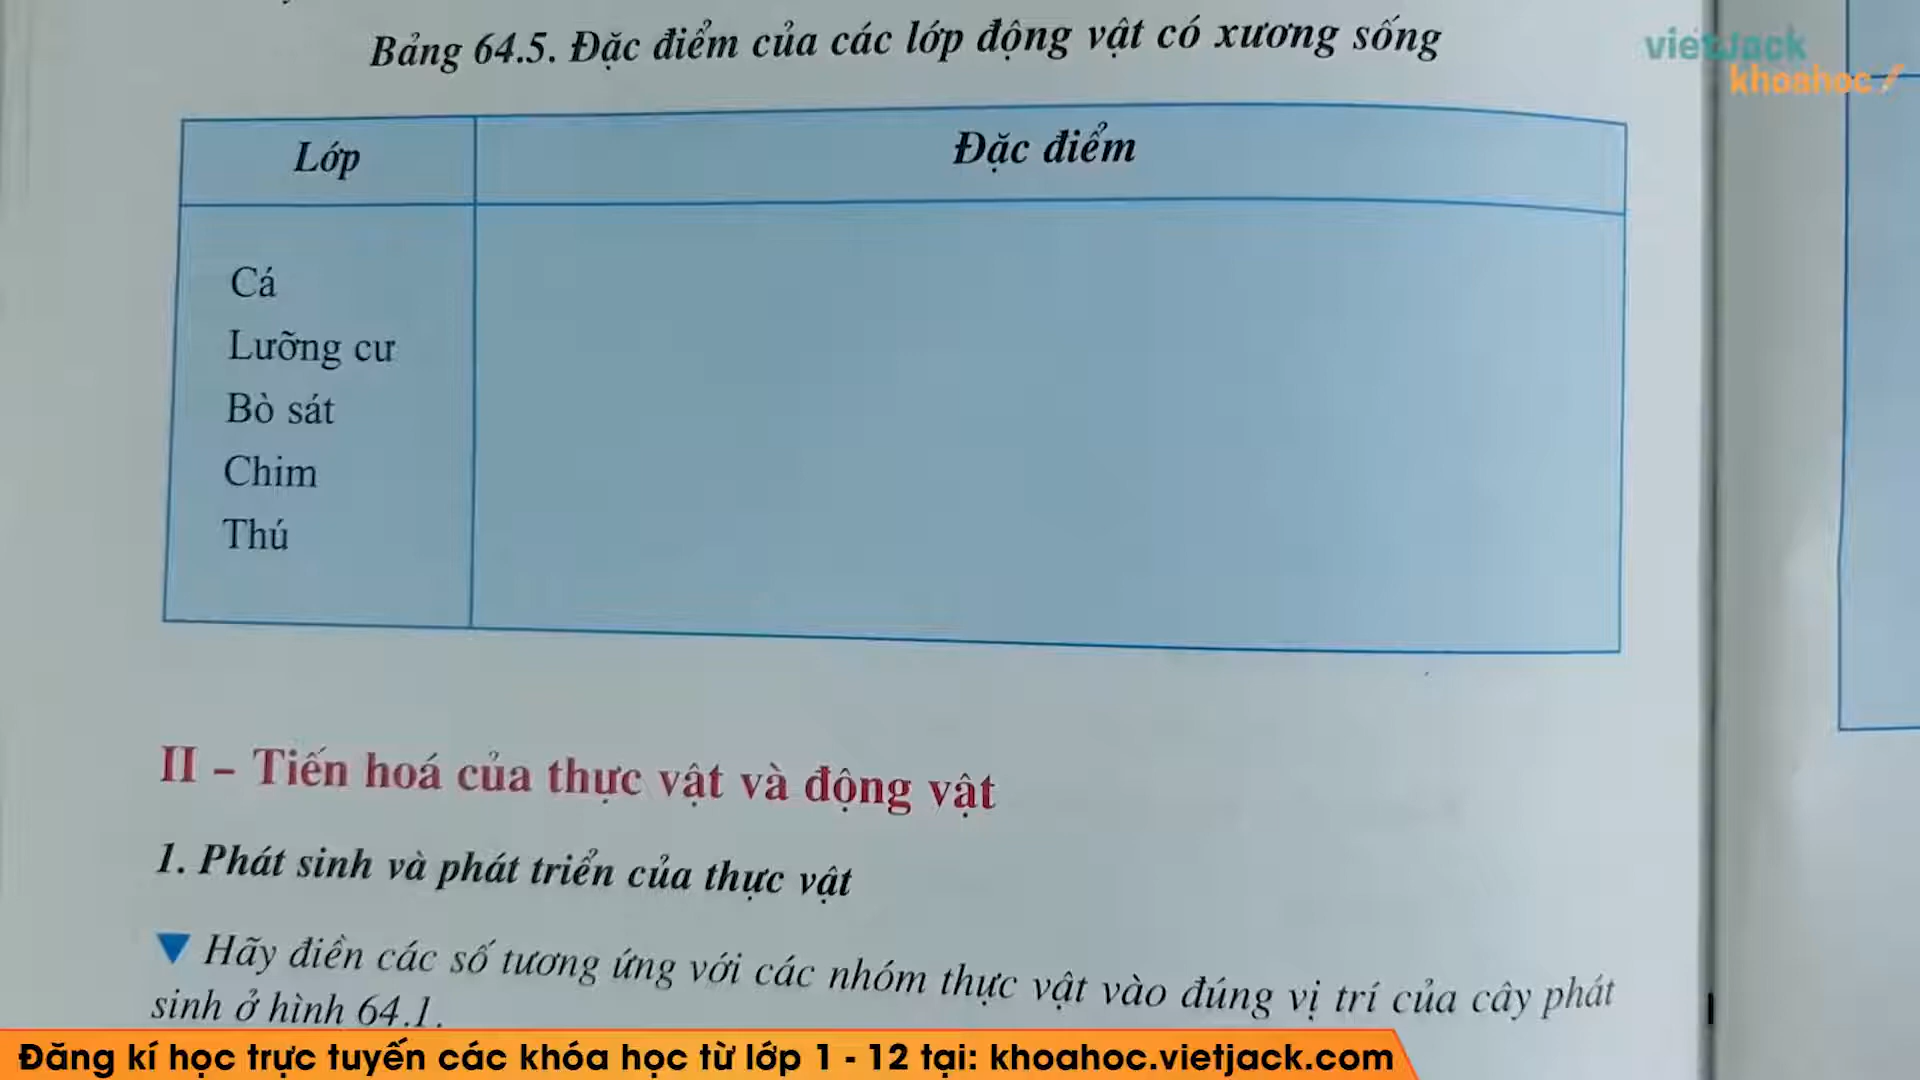 Bảng 64.5. Đặc điểm của các lớp động vật có xương sống
vietJack
khoahoc
Lớp
Đặc điểm
Cá
Lưỡng cư
Bò sát
Chim
Thú
II – Tiến hoá của thực vật và động vật
1. Phát sinh và phát triển của thực vật
▼ Hãy điền các số tương ứng với các nhóm thực vật vào đúng vị trí của cây phát
sinh ở hình 64.1.
Đăng kí học trực tuyến các khóa học từ lớp 1 - 12 tại: khoahoc.vietjack.com